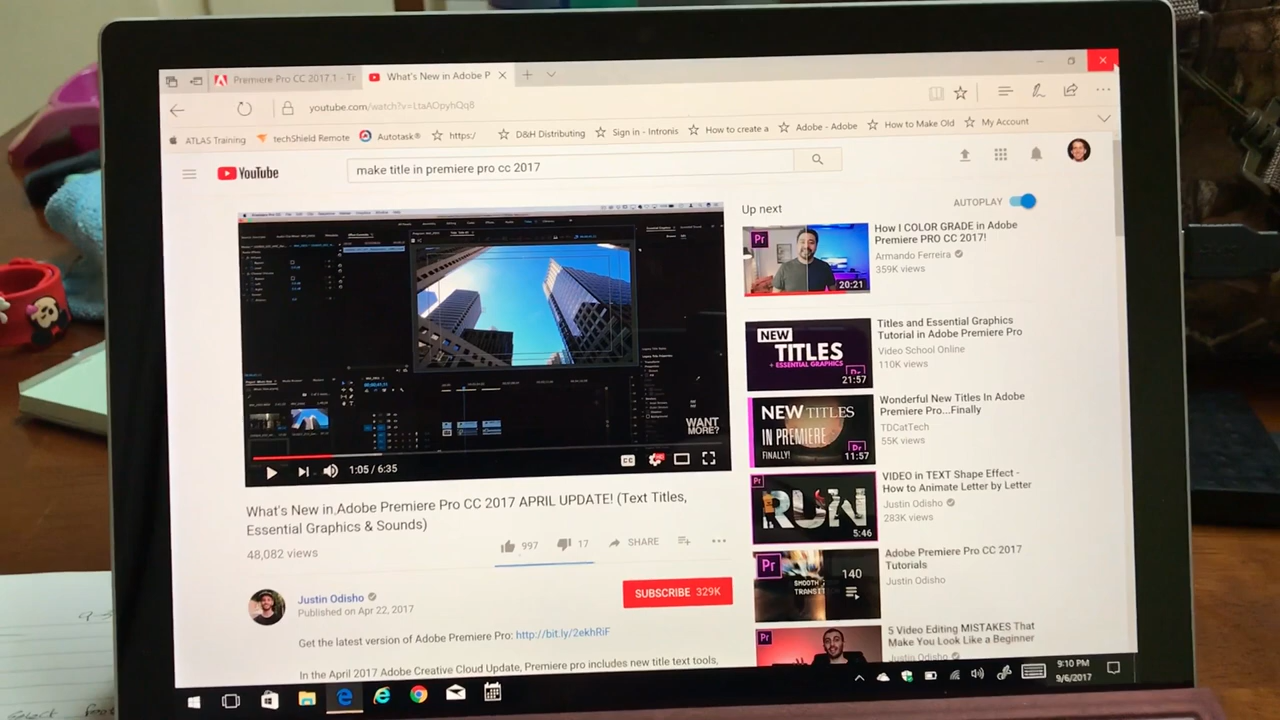 Premiere Pro CC 2017.1 - Ta
What's New in Adobe P
youtube.com/watch?v=LtaAOpyhQq8
ATLAS Training
techShield Remote
Autotask®
https:/
D&H Distributing
Sign in - Intronis
How to create a
Adobe - Adobe
How to Make Old
My Account
YouTube
make title in premiere pro cc 2017
WANT
MORE?
1:05 / 6:35
CC
What's New in Adobe Premiere Pro CC 2017 APRIL UPDATE! (Text Titles,
Essential Graphics & Sounds)
48,082 views
997
17
SHARE
Justin Odisho
Published on Apr 22, 2017
SUBSCRIBE 329K
Get the latest version of Adobe Premiere Pro: http://bit.ly/2ekhRiF
In the April 2017 Adobe Creative Cloud Update, Premiere pro includes new title text tools,
Up next
AUTOPLAY
Pr
20:21
How I COLOR GRADE in Adobe
Premiere PRO CC 2017!
Armando Ferreira
359K views
NEW
TITLES
+ ESSENTIAL GRAPHICS
Pr
21:57
Titles and Essential Graphics
Tutorial in Adobe Premiere Pro
Video School Online
110K views
NEW TITLES
IN PREMIERE
FINALLY!
Pr
11:57
Wonderful New Titles In Adobe
Premiere Pro...Finally
TDCatTech
55K views
Pr
RUN
5:46
VIDEO in TEXT Shape Effect -
How to Animate Letter by Letter
Justin Odisho
283K views
Pr
SMOOTH
TRANSIT
140
Adobe Premiere Pro CC 2017
Tutorials
Justin Odisho
Pr
5 Video Editing MISTAKES That
Make You Look Like a Beginner
Justin Odisho
9:10 PM
9/6/2017